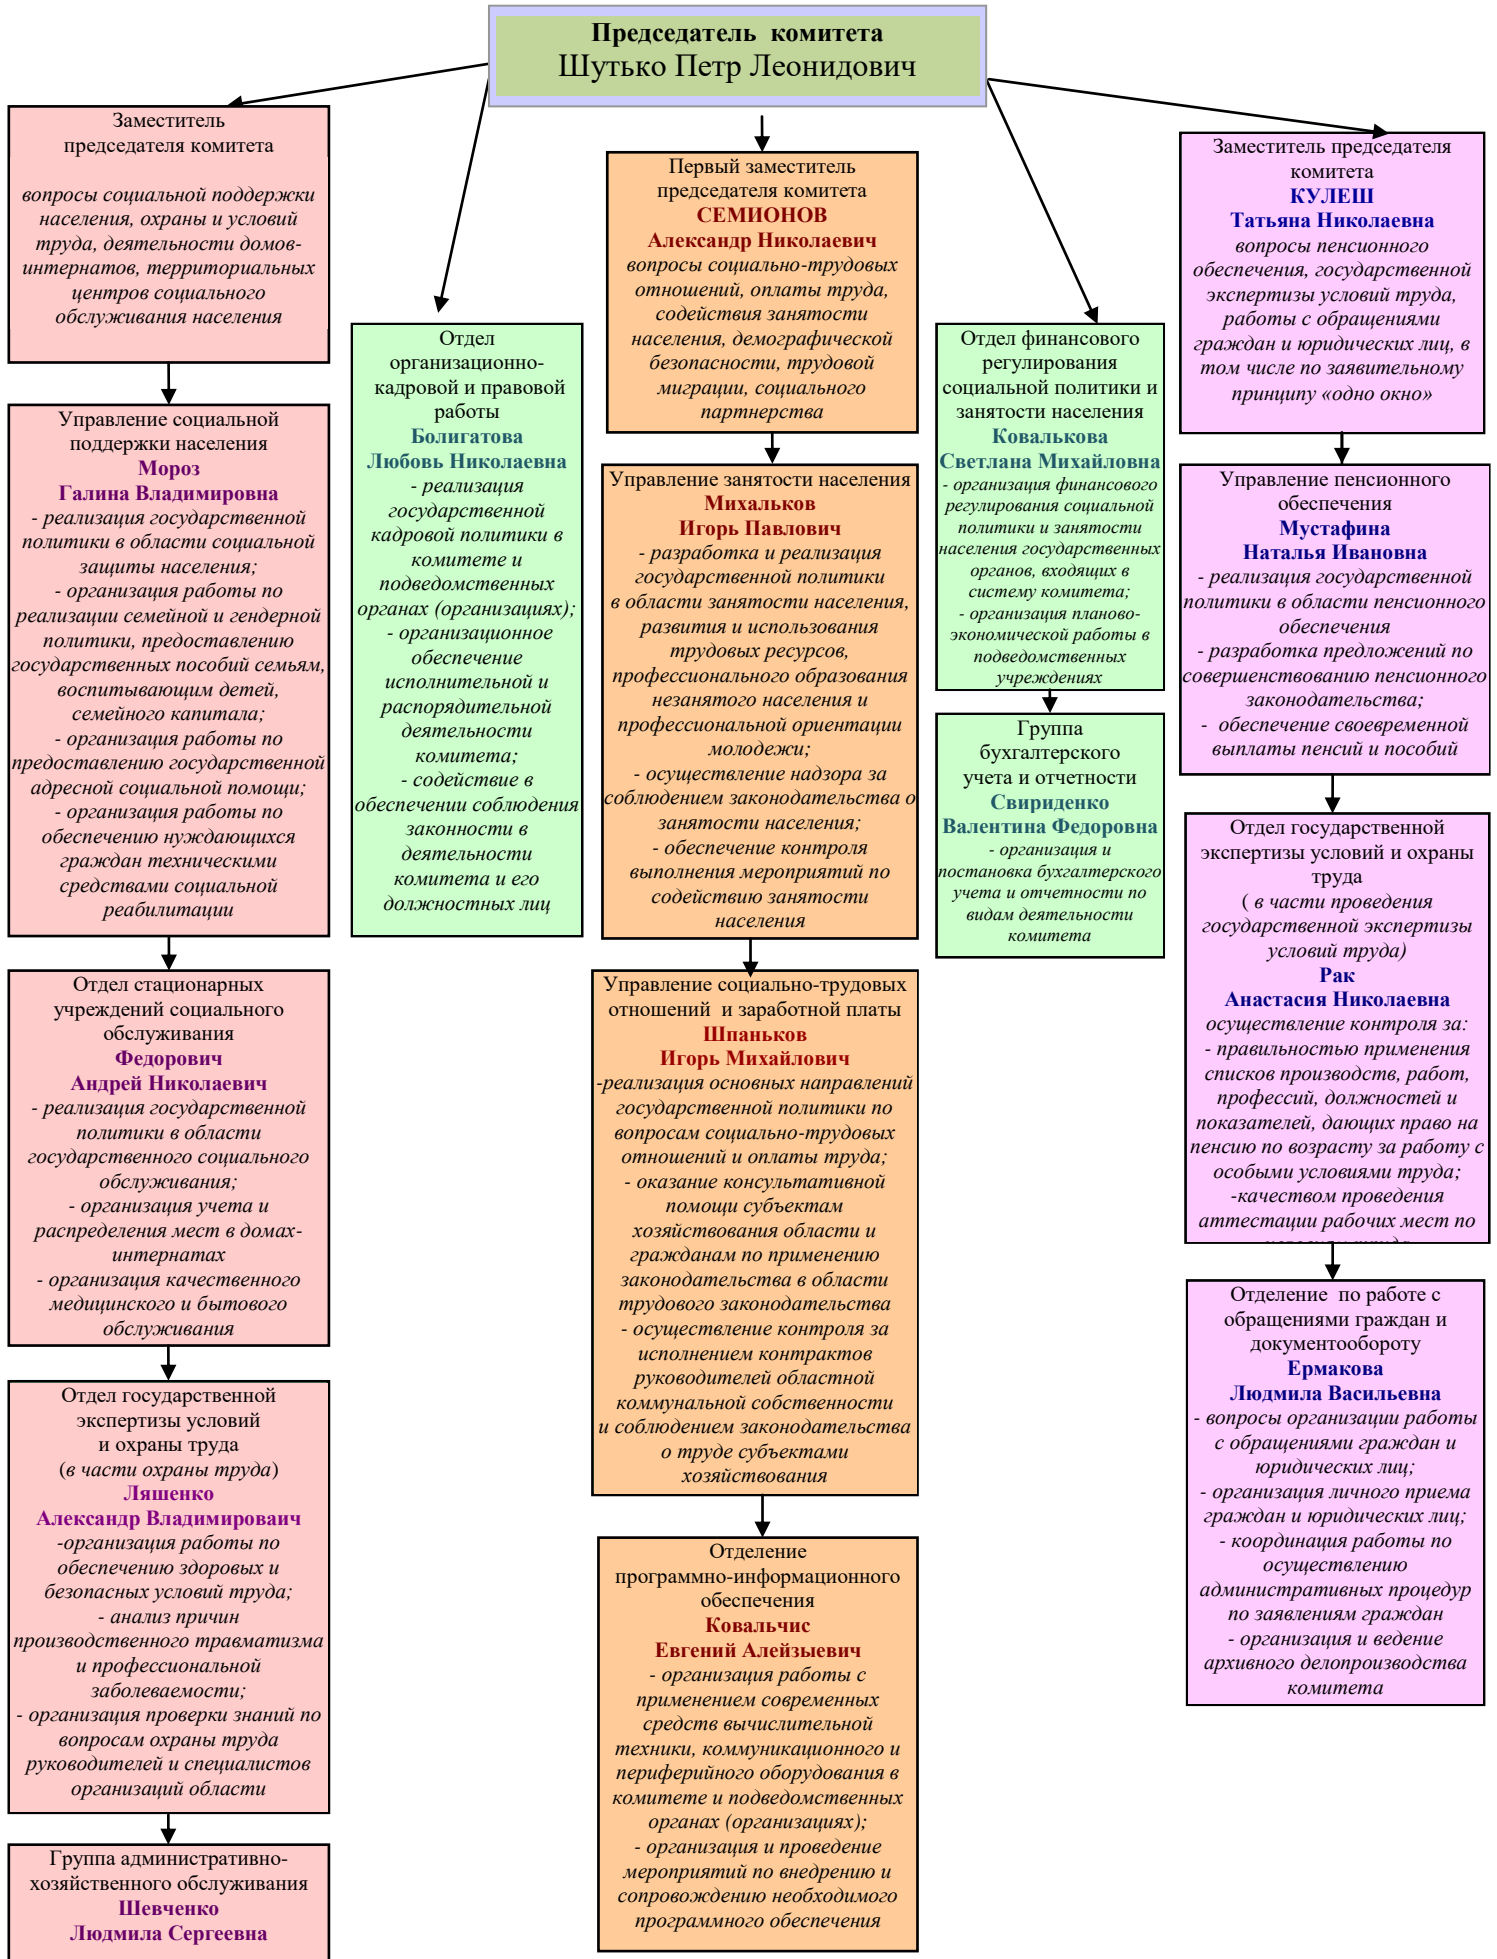 Председатель комитета
Шутько Петр Леонидович
Заместитель
председателя комитета
вопросы социальной поддержки
населения, охраны и условий
труда, деятельности домов-
интернатов, территориальных
центров социального
обслуживания населения
Управление социальной
поддержки населения
Мороз
Галина Владимировна
- реализация государственной
политики в области социальной
защиты населения;
- организация работы по
реализации семейной и гендерной
политики, предоставлению
государственных пособий семьям,
воспитывающим детей,
семейного капитала;
- организация работы по
предоставлению государственной
адресной социальной помощи;
- организация работы по
обеспечению нуждающихся
граждан техническими
средствами социальной
реабилитации
Отдел стационарных
учреждений социального
обслуживания
Федорович
Андрей Николаевич
- реализация государственной
политики в области
государственного социального
обслуживания;
- организация учета и
распределения мест в домах-
интернатах
- организация качественного
медицинского и бытового
обслуживания
Отдел государственной
экспертизы условий
и охраны труда
(в части охраны труда)
Ляшенко
Александр Владимироваич
-организация работы по
обеспечению здоровых и
безопасных условий труда;
- анализ причин
производственного травматизма
и профессиональной
заболеваемости;
- организация проверки знаний по
вопросам охраны труда
руководителей и специалистов
организаций области
Группа административно-
хозяйственного обслуживания
Шевченко
Людмила Сергеевна
Отдел
организационно-
кадровой и правовой
работы
Болигатова
Любовь Николаевна
- реализация
государственной
кадровой политики в
комитете и
подведомственных
органах (организациях);
- организационное
обеспечение
исполнительной и
распорядительной
деятельности
комитета;
- содействие в
обеспечении соблюдения
законности в
деятельности
комитета и его
должностных лиц
Первый заместитель
председателя комитета
СЕМИОНОВ
Александр Николаевич
вопросы социально-трудовых
отношений, оплаты труда,
содействия занятости
населения, демографической
безопасности, трудовой
миграции, социального
партнерства
Управление занятости населения
Михальков
Игорь Павлович
- разработка и реализация
государственной политики
в области занятости населения,
развития и использования
трудовых ресурсов,
профессионального образования
незанятого населения и
профессиональной ориентации
молодежи;
- осуществление надзора за
соблюдением законодательства о
занятости населения;
- обеспечение контроля
выполнения мероприятий по
содействию занятости
населения
Управление социально-трудовых
отношений и заработной платы
Шпаньков
Игорь Михайлович
-реализация основных направлений
государственной политики по
вопросам социально-трудовых
отношений и оплаты труда;
- оказание консультативной
помощи субъектам
хозяйствования области и
гражданам по применению
законодательства в области
трудового законодательства
- осуществление контроля за
исполнением контрактов
руководителей областной
коммунальной собственности
и соблюдением законодательства
о труде субъектами
хозяйствования
Отделение
программно-информационного
обеспечения
Ковальчис
Евгений Алейзыевич
- организация работы с
применением современных
средств вычислительной
техники, коммуникационного и
периферийного оборудования в
комитете и подведомственных
органах (организациях);
- организация и проведение
мероприятий по внедрению и
сопровождению необходимого
программного обеспечения
Отдел финансового
регулирования
социальной политики и
занятости населения
Ковалькова
Светлана Михайловна
- организация финансового
регулирования социальной
политики и занятости
населения государственных
органов, входящих в
систему комитета;
- организация планово-
экономической работы в
подведомственных
учреждениях
Группа
бухгалтерского
учета и отчетности
Свириденко
Валентина Федоровна
- организация и
постановка бухгалтерского
учета и отчетности по
видам деятельности
комитета
Заместитель председателя
комитета
КУЛЕШ
Татьяна Николаевна
вопросы пенсионного
обеспечения, государственной
экспертизы условий труда,
работы с обращениями
граждан и юридических лиц, в
том числе по заявительному
принципу «одно окно»
Управление пенсионного
обеспечения
Мустафина
Наталья Ивановна
- реализация государственной
политики в области пенсионного
обеспечения
- разработка предложений по
совершенствованию пенсионного
законодательства;
- обеспечение своевременной
выплаты пенсий и пособий
Отдел государственной
экспертизы условий и охраны
труда
( в части проведения
государственной экспертизы
условий труда)
Рак
Анастасия Николаевна
осуществление контроля за:
- правильностью применения
списков производств, работ,
профессий, должностей и
показателей, дающих право на
пенсию по возрасту за работу с
особыми условиями труда;
-качеством проведения
аттестации рабочих мест по
Отделение по работе с
обращениями граждан и
документообороту
Ермакова
Людмила Васильевна
- вопросы организации работы
с обращениями граждан и
юридических лиц;
- организация личного приема
граждан и юридических лиц;
- координация работы по
осуществлению
административных процедур
по заявлениям граждан
- организация и ведение
архивного делопроизводства
комитета